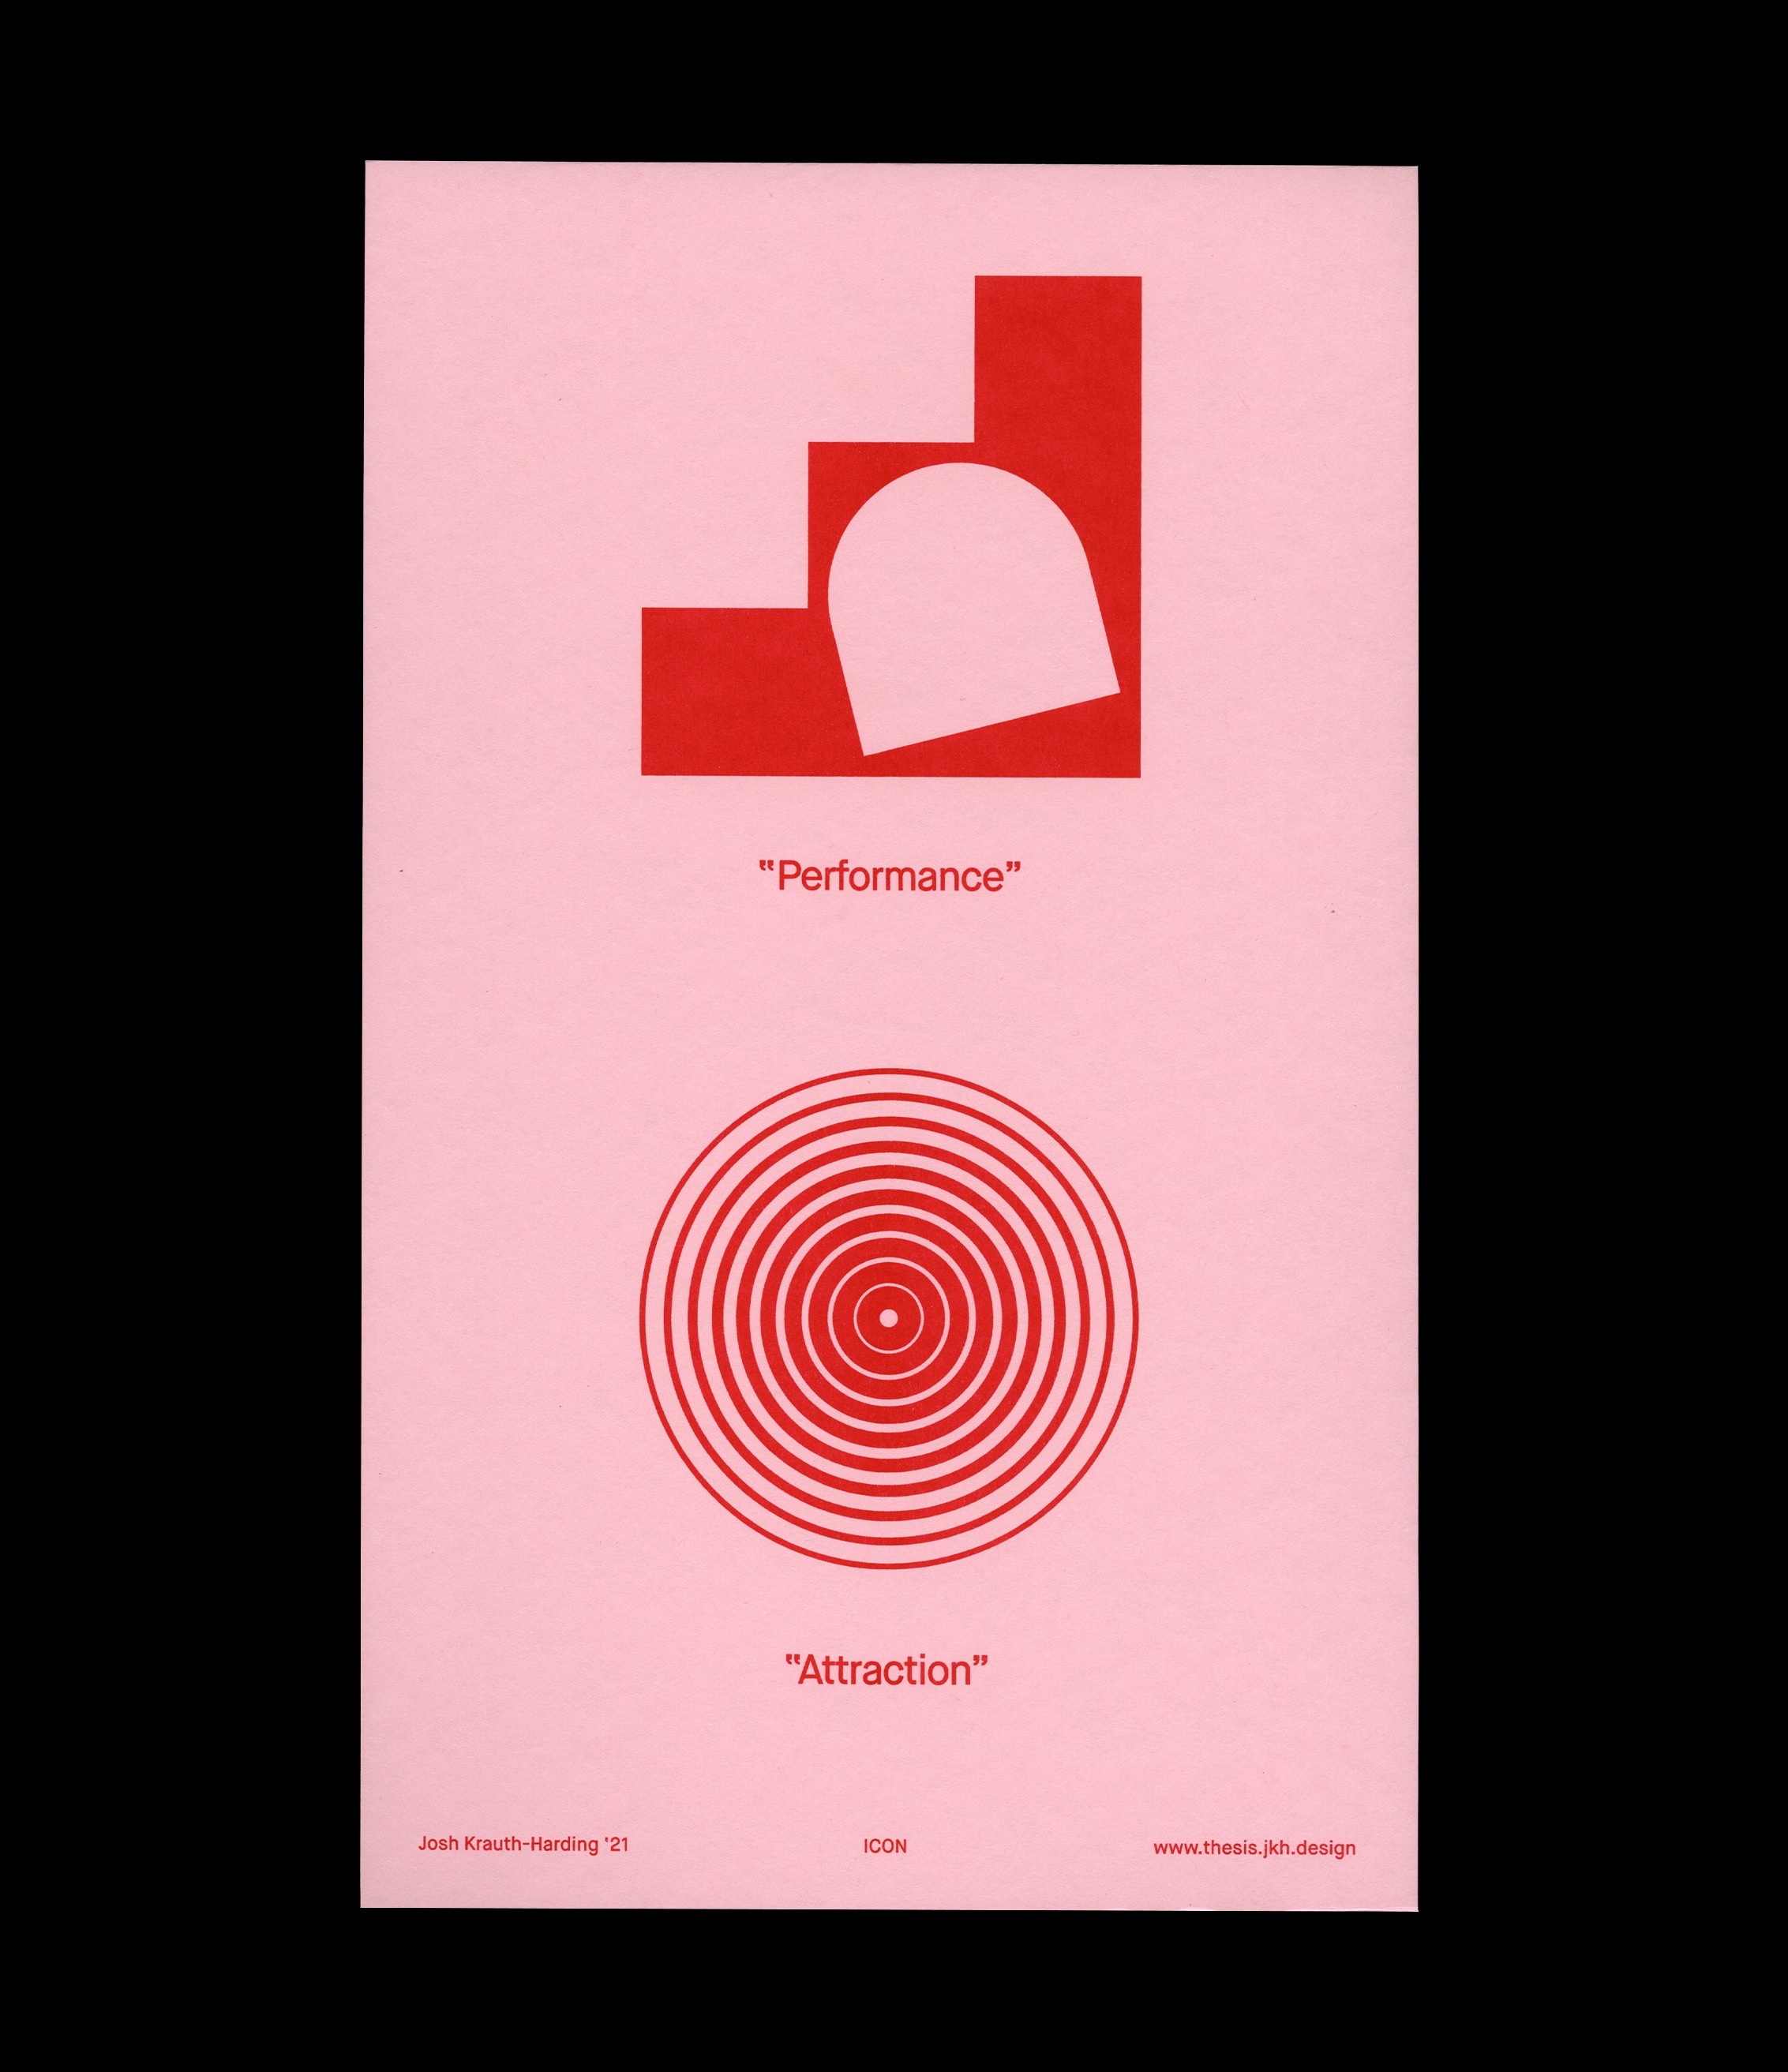 “Performance”
“Attraction”
Josh Krauth-Harding ‘21
ICON
www.thesis.jkh.design